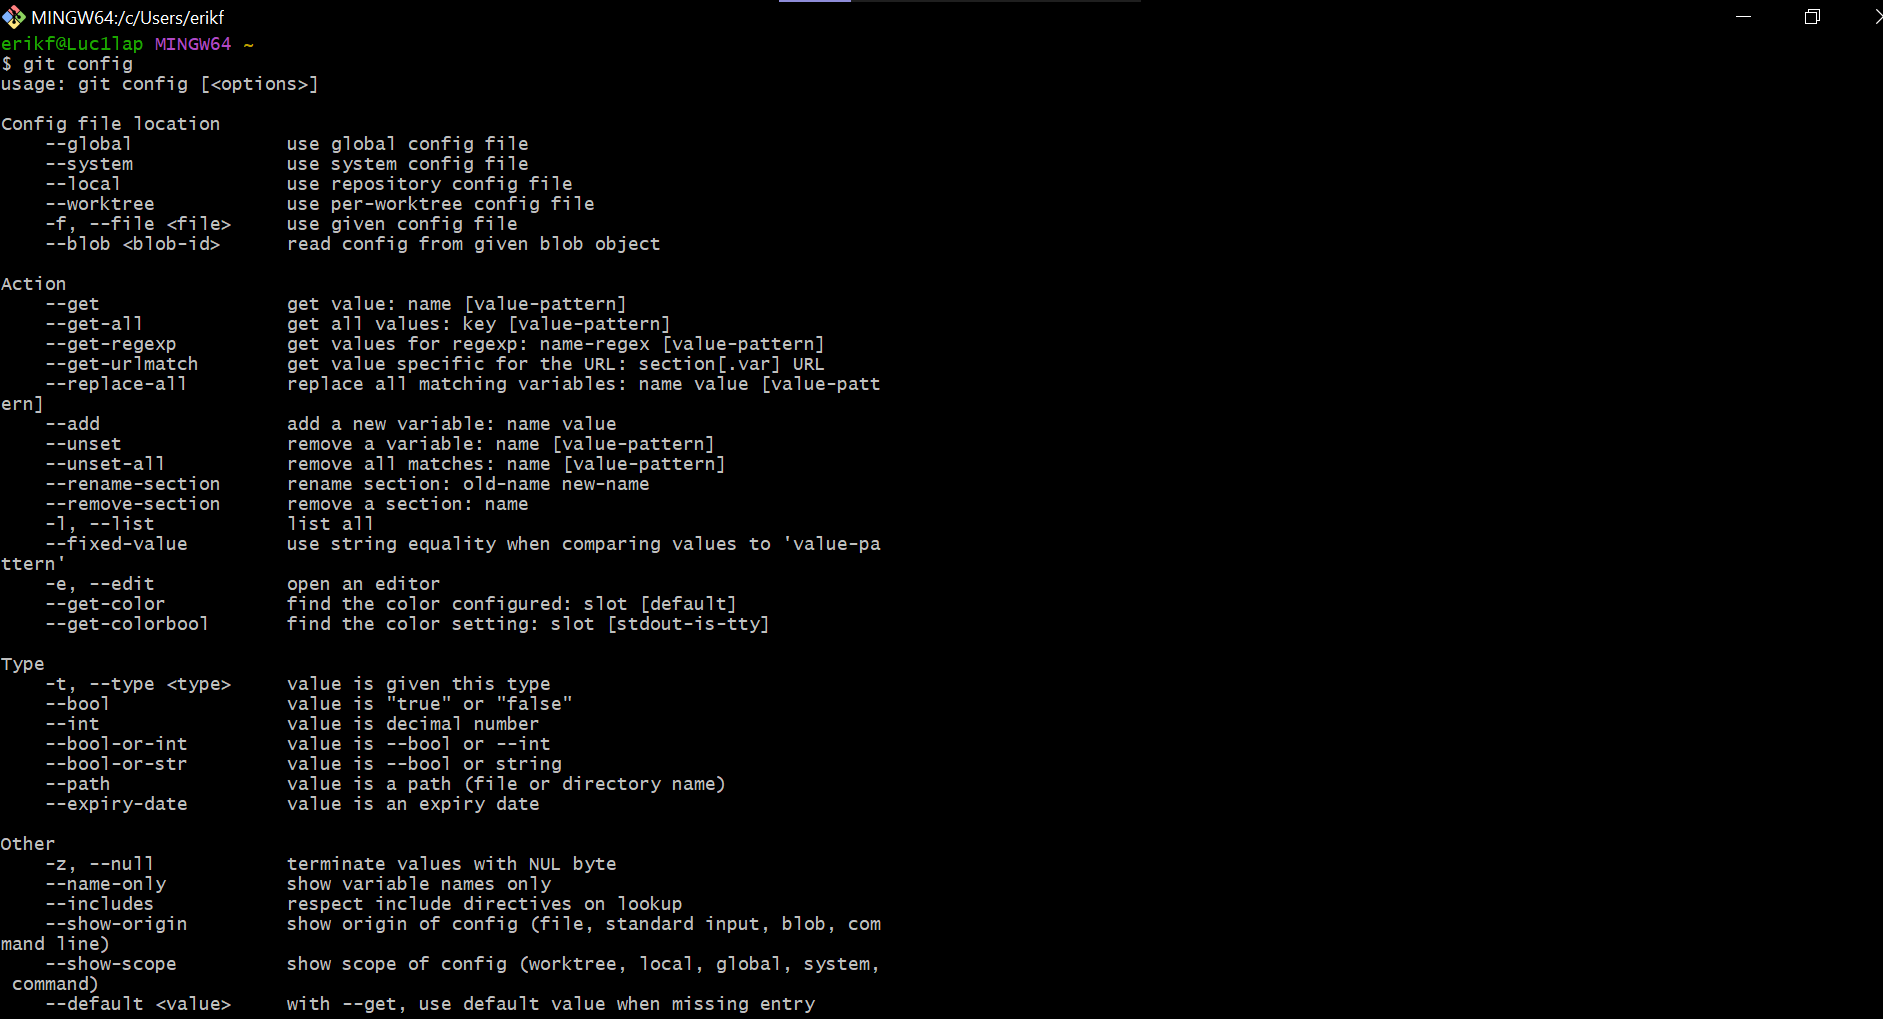 MINGW64:/c/Users/erikf
erikf@Luc1lap MINGW64 ~
$ git config
usage: git config [<options>]

Config file location
    --global              use global config file
    --system              use system config file
    --local               use repository config file
    --worktree            use per-worktree config file
    -f, --file <file>     use given config file
    --blob <blob-id>      read config from given blob object

Action
    --get                 get value: name [value-pattern]
    --get-all             get all values: key [value-pattern]
    --get-regexp          get values for regexp: name-regex [value-pattern]
    --get-urlmatch        get value specific for the URL: section[.var] URL
    --replace-all         replace all matching variables: name value [value-patt
ern]
    --add                 add a new variable: name value
    --unset               remove a variable: name [value-pattern]
    --unset-all           remove all matches: name [value-pattern]
    --rename-section      rename section: old-name new-name
    --remove-section      remove a section: name
    -l, --list            list all
    --fixed-value         use string equality when comparing values to 'value-pa
ttern'
    -e, --edit            open an editor
    --get-color           find the color configured: slot [default]
    --get-colorbool       find the color setting: slot [stdout-is-tty]

Type
    -t, --type <type>     value is given this type
    --bool                value is "true" or "false"
    --int                 value is decimal number
    --bool-or-int         value is --bool or --int
    --bool-or-str         value is --bool or string
    --path                value is a path (file or directory name)
    --expiry-date         value is an expiry date

Other
    -z, --null            terminate values with NUL byte
    --name-only           show variable names only
    --includes            respect include directives on lookup
    --show-origin         show origin of config (file, standard input, blob, com
mand line)
    --show-scope          show scope of config (worktree, local, global, system,
 command)
    --default <value>     with --get, use default value when missing entry